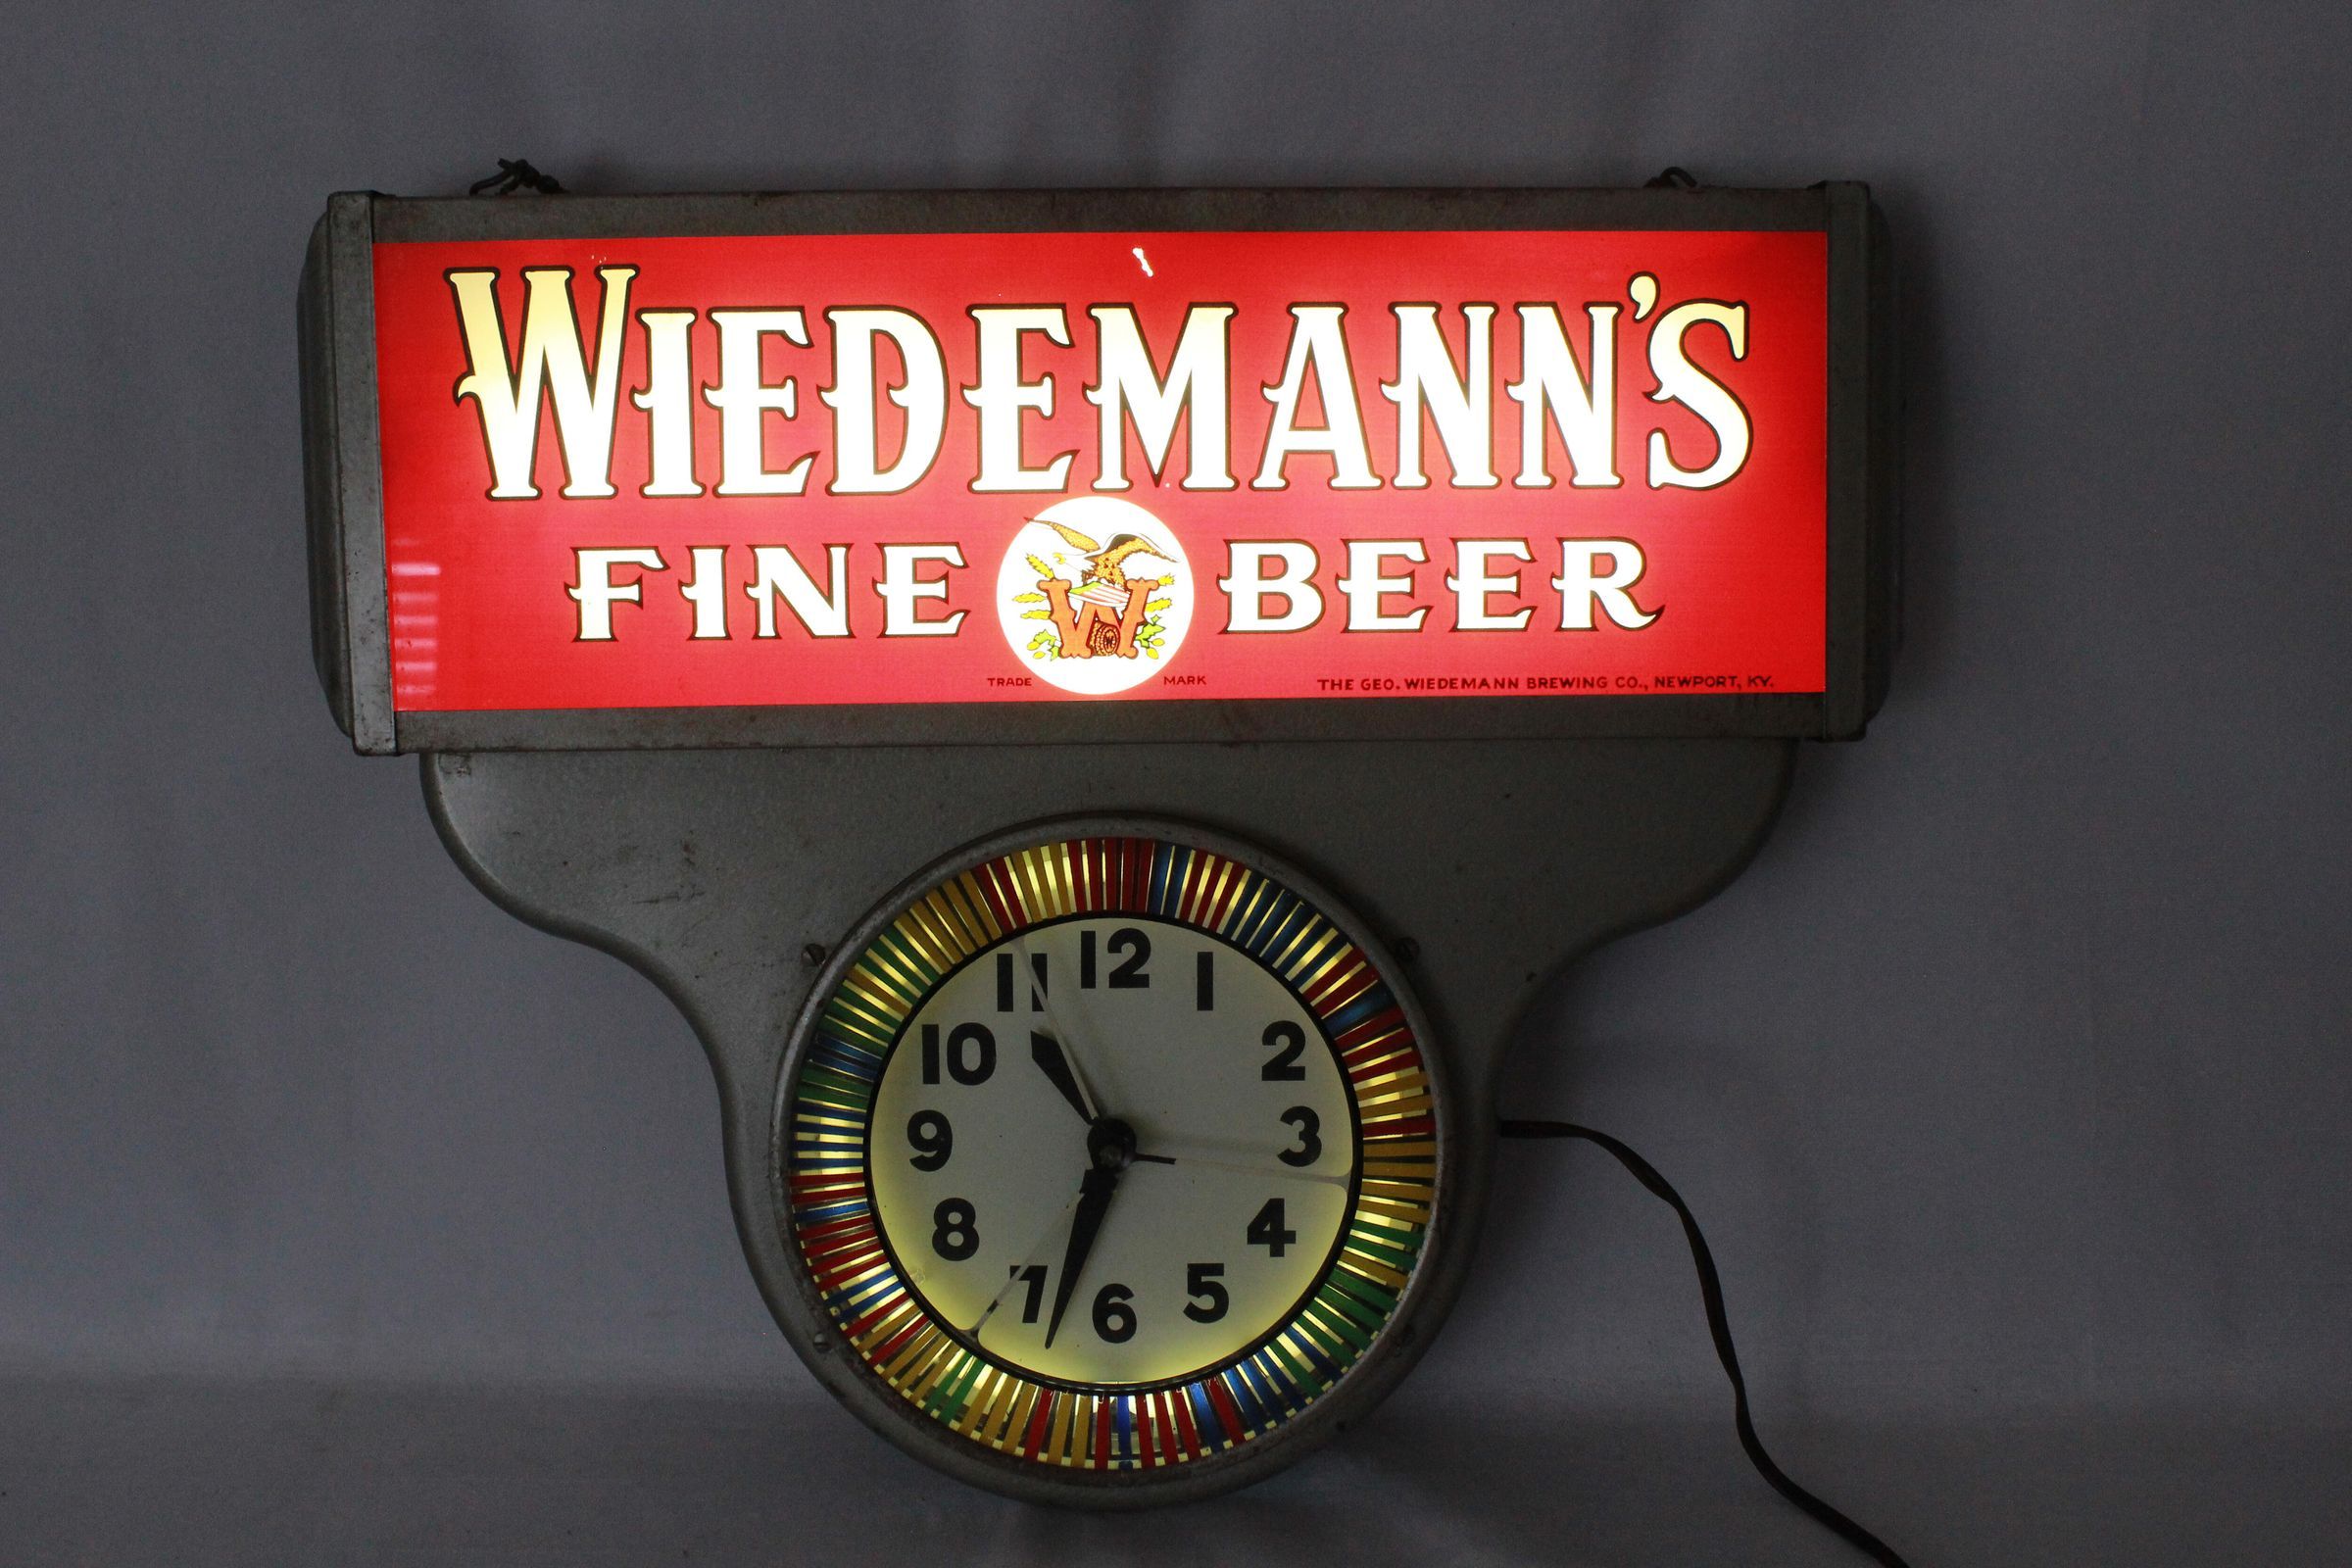 WIEDEMANN'S
FINE W BEER
TRADE MARK THE GEO. WIEDEMANN BREWING CO., NEWPORT, KY.
12
11 1
10 2
9 3
8 4
7 5
6